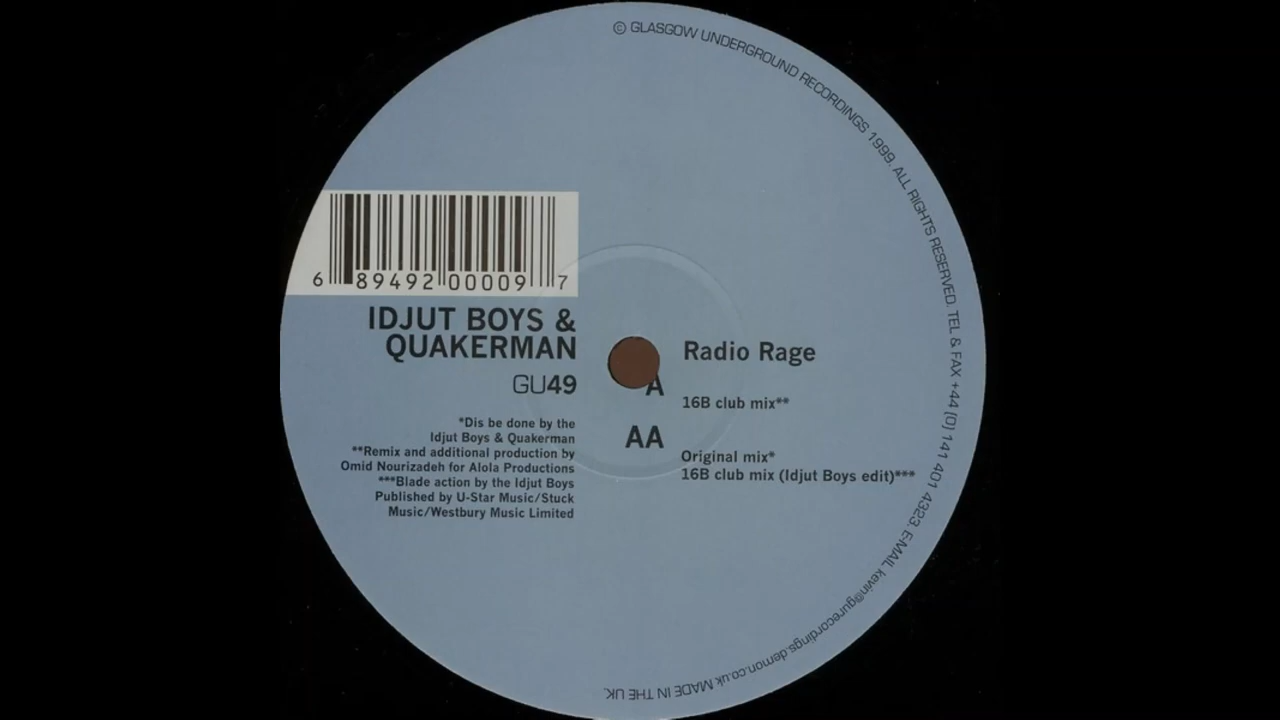 © GLASGOW UNDERGROUND RECORDINGS 1999. ALL RIGHTS RESERVED. TEL & FAX +44 (0) 141 401 4323. E-MAIL kevin@gurecordings.demon.co.uk MADE IN THE UK.
6 89492 00009 7
IDJUT BOYS &
QUAKERMAN
GU49
*Dis be done by the
Idjut Boys & Quakerman
**Remix and additional production by
Omid Nourizadeh for Alola Productions
***Blade action by the Idjut Boys
Published by U-Star Music/Stuck
Music/Westbury Music Limited
Radio Rage
A
16B club mix**
AA
Original mix*
16B club mix (Idjut Boys edit)***